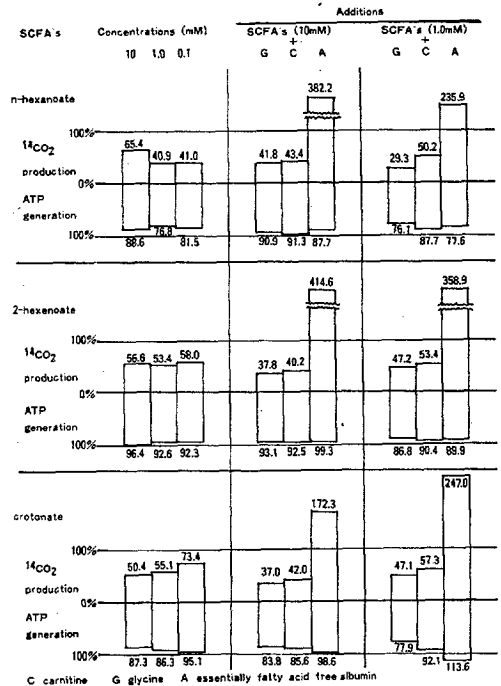 Additions
SCFA's Concentrations (mM) SCFA's (10mM) SCFA's (1.0mM)
+ +
10 1.0 0.1 G C A G C A
382.2
n-hexanoate 235.9
100%
65.4 40.9 41.0 41.8 43.4 29.3 50.2
14CO2
production
0%
ATP
generation
76.8 76.1
100%
88.6 81.5 90.9 91.3 87.7 87.7 77.6
414.6 358.9
2-hexenoate
100%
56.6 53.4 58.0 37.8 40.2 47.2 53.4
14CO2
production
0%
ATP
generation
100%
96.4 92.6 92.3 93.1 92.5 99.3 86.8 90.4 89.9
247.0
172.3
crotonate
100%
50.4 55.1 73.4 37.0 42.0 47.1 57.3
14CO2
production
0%
ATP
generation
77.9
100%
87.3 86.3 95.1 83.8 85.6 98.6 92.1 113.6
C carnitine G glycine A essentially fatty acid free albumin